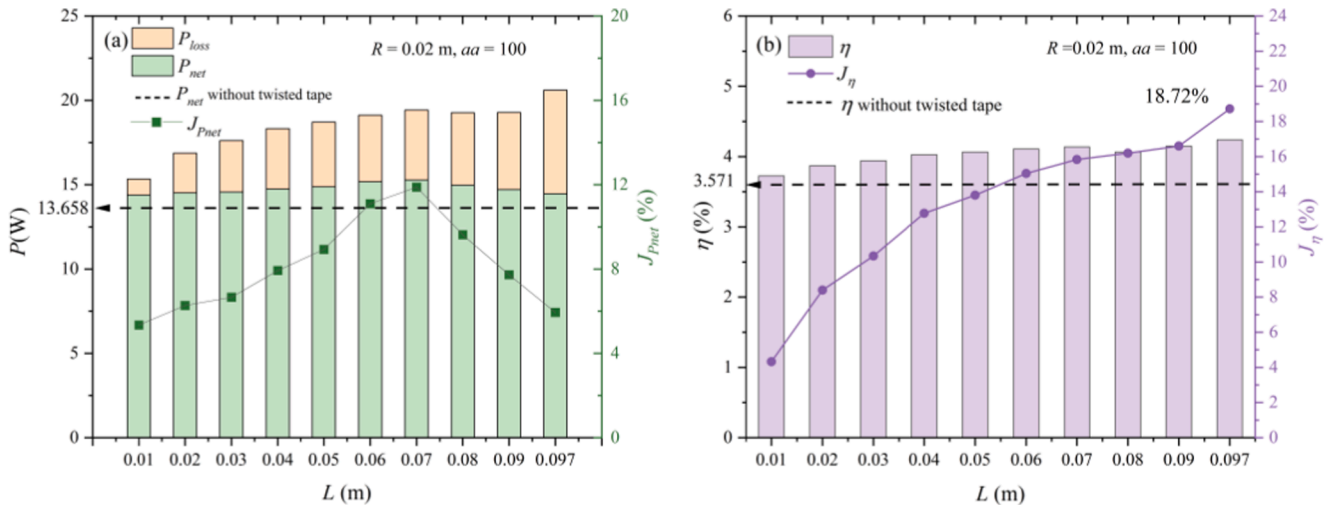 (a)
P_loss
P_net
P_net without twisted tape
J_Pnet
R = 0.02 m, aa = 100
25
20
15
13.658
10
5
0
P(W)
20
16
12
8
4
0
J_Pnet (%)
0.01 0.02 0.03 0.04 0.05 0.06 0.07 0.08 0.09 0.097
L (m)
(b)
η
J_η
η without twisted tape
R =0.02 m, aa = 100
18.72%
6
5
4
3.571
3
2
1
0
η (%)
24
22
20
18
16
14
12
10
8
6
4
2
0
J_η (%)
0.01 0.02 0.03 0.04 0.05 0.06 0.07 0.08 0.09 0.097
L (m)